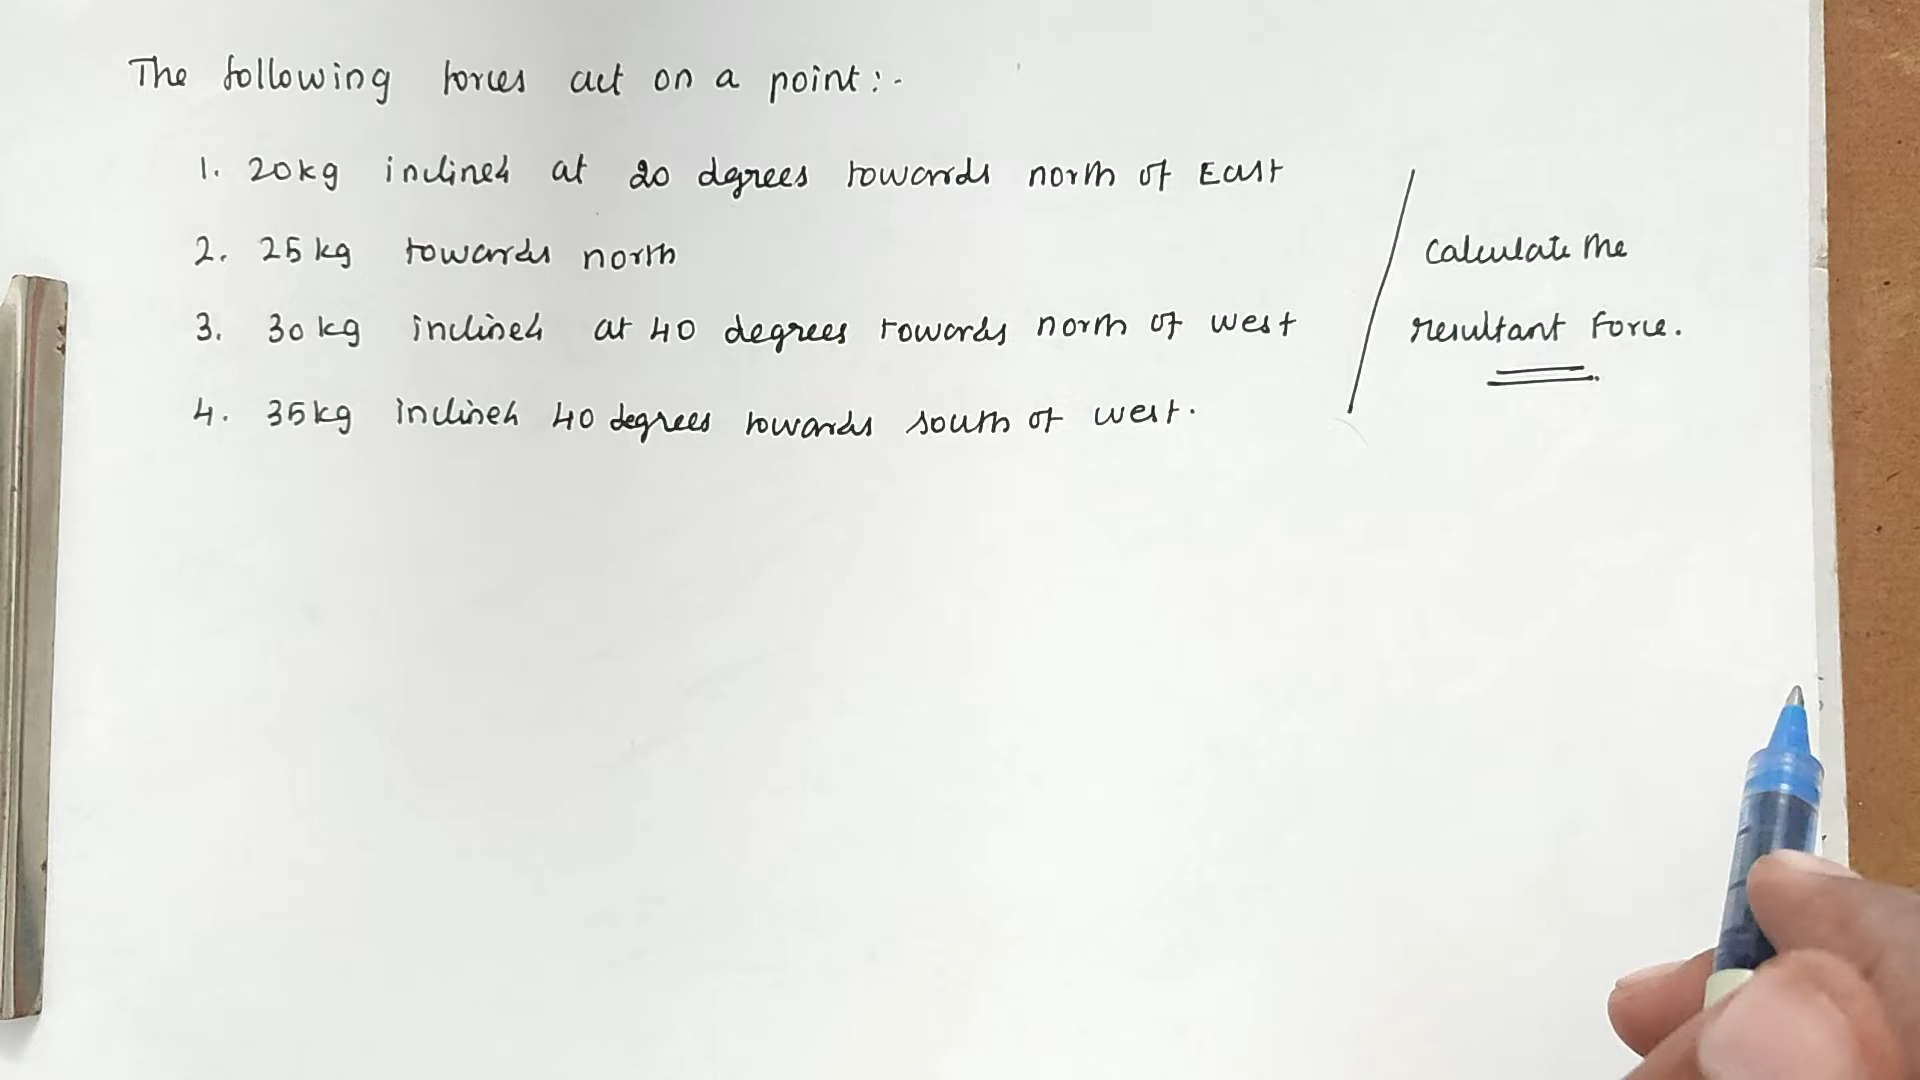 The following forces act on a point:-
1. 20kg inclined at 20 dgrees towards north of East
2. 25kg towards north
3. 30kg inclined at 40 degrees towards north of west
4. 35kg inclined 40 degrees towards south of west.
Calculate the
resultant Force.